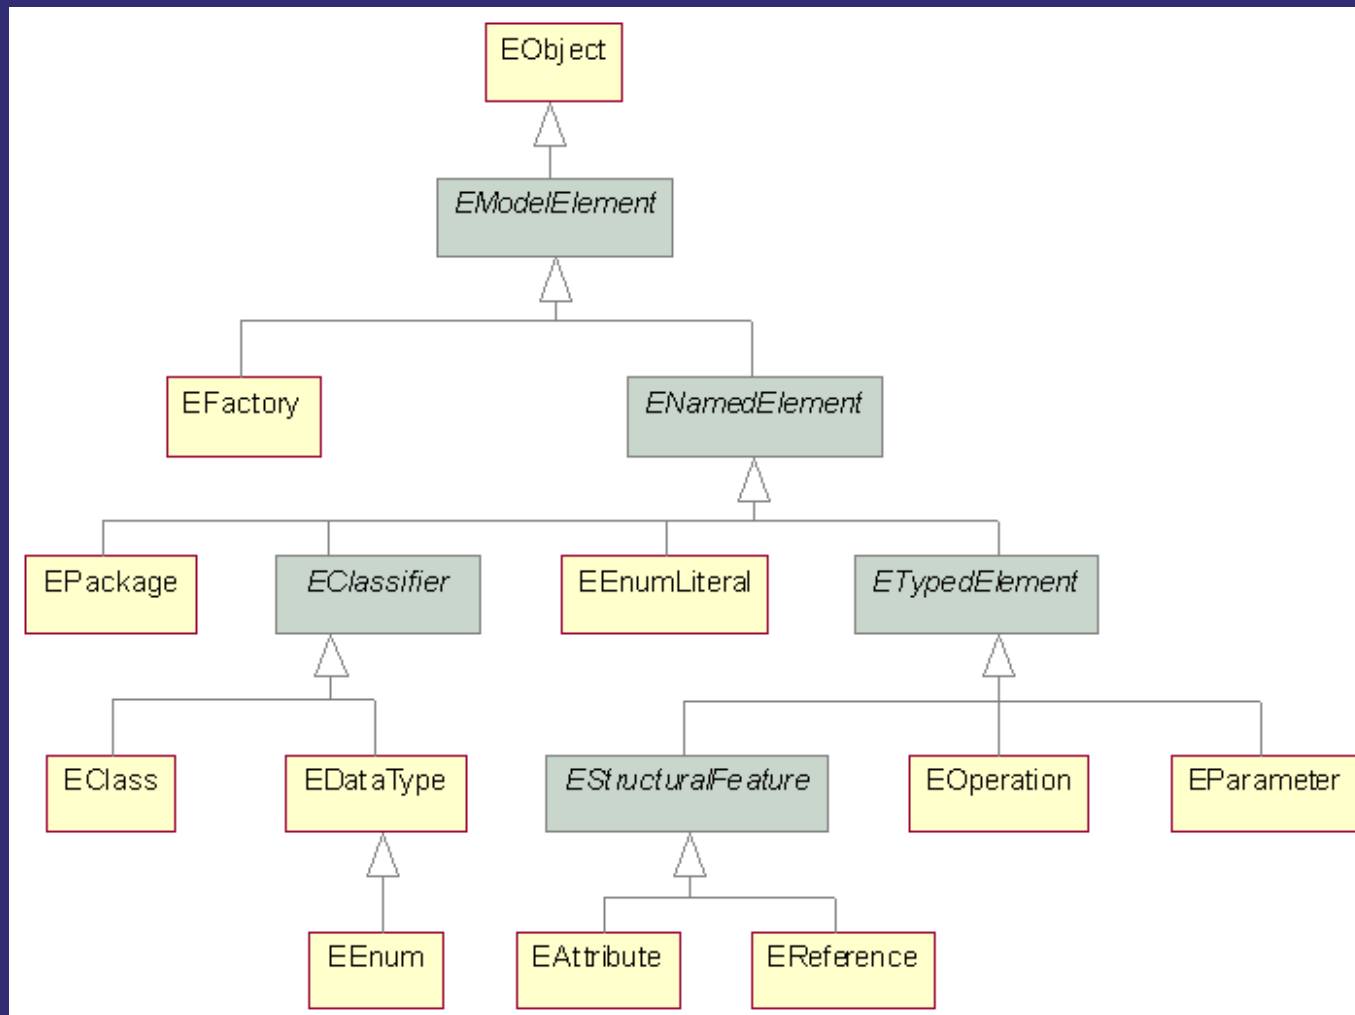 EObject
EModelElement
EFactory
ENamedElement
EPackage
EClassifier
EEnumLiteral
ETypedElement
EClass
EDataType
EStructuralFeature
EOperation
EParameter
EEnum
EAttribute
EReference